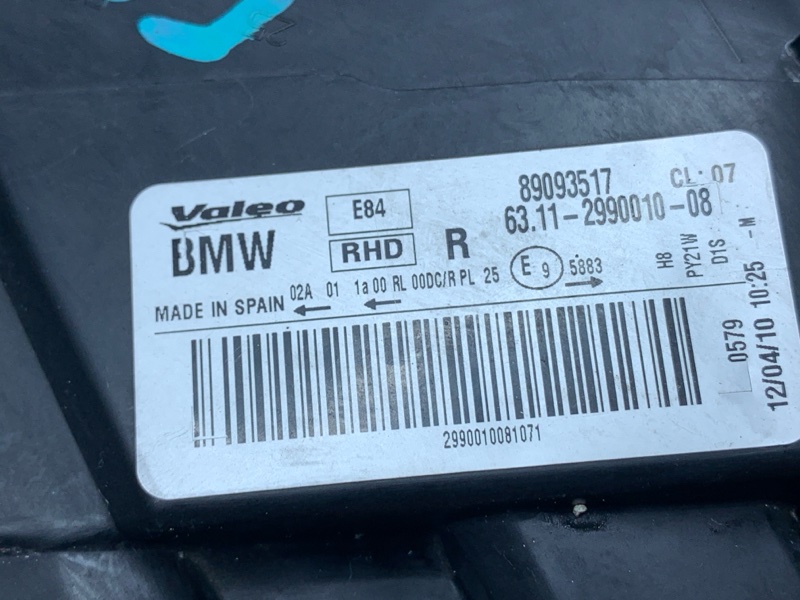 Valeo E84 89093517 CL: 07
BMW RHD R 63.11-2990010-08
MADE IN SPAIN 02A 01 1a 00 RL 00DC/R PL 25 E 9 5883
H8
PY21W
D1S - M
0579
12/04/10 10:25
2990010081071